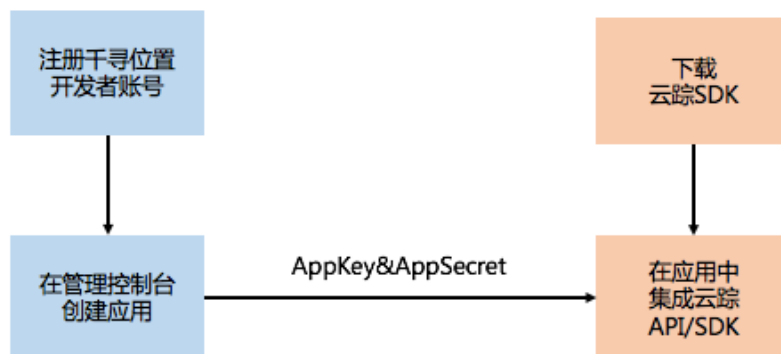 注册千寻位置
开发者账号
下载
云踪SDK
在管理控制台
创建应用
AppKey&AppSecret
在应用中
集成云踪
API/SDK